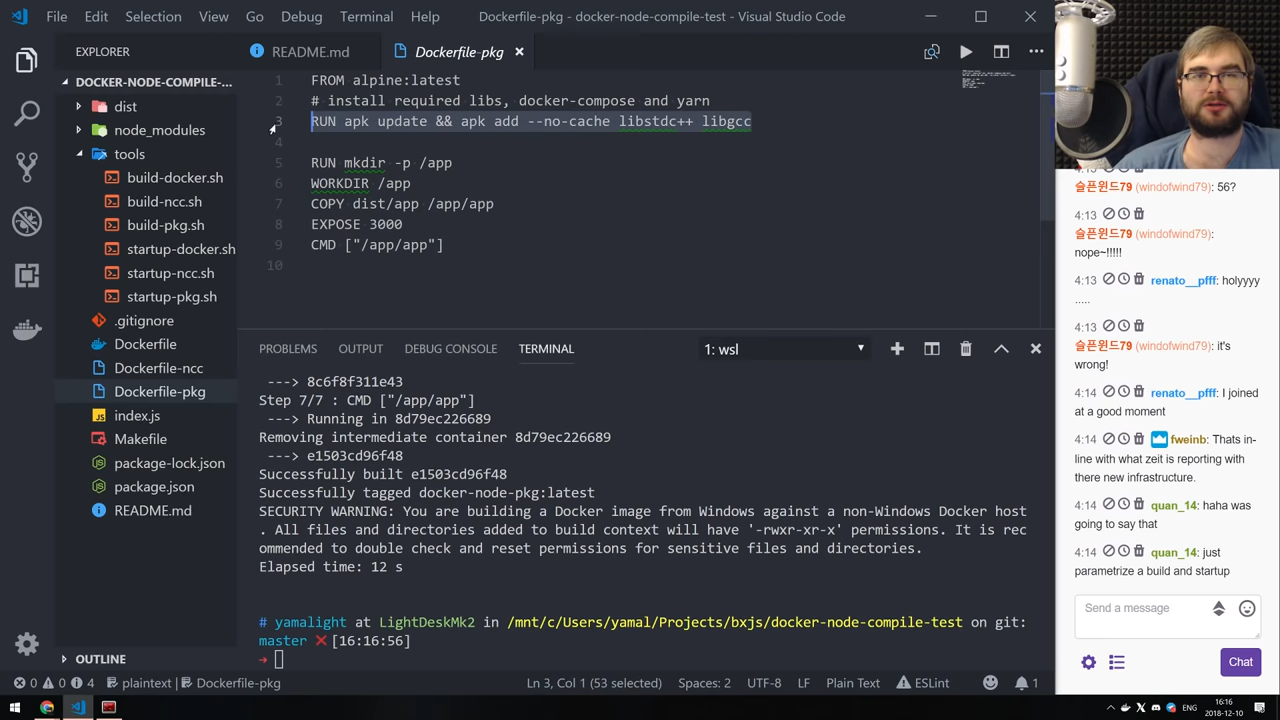 File Edit Selection View Go Debug Terminal Help Dockerfile-pkg - docker-node-compile-test - Visual Studio Code
EXPLORER
DOCKER-NODE-COMPILE-...
dist
node_modules
tools
build-docker.sh
build-ncc.sh
build-pkg.sh
startup-docker.sh
startup-ncc.sh
startup-pkg.sh
.gitignore
Dockerfile
Dockerfile-ncc
Dockerfile-pkg
index.js
Makefile
package-lock.json
package.json
README.md
OUTLINE
README.md Dockerfile-pkg
1 FROM alpine:latest
2 # install required libs, docker-compose and yarn
3 RUN apk update && apk add --no-cache libstdc++ libgcc
4
5 RUN mkdir -p /app
6 WORKDIR /app
7 COPY dist/app /app/app
8 EXPOSE 3000
9 CMD ["/app/app"]
10
PROBLEMS OUTPUT DEBUG CONSOLE TERMINAL 1: wsl
---> 8c6f8f311e43
Step 7/7 : CMD ["/app/app"]
---> Running in 8d79ec226689
Removing intermediate container 8d79ec226689
---> e1503cd96f48
Successfully built e1503cd96f48
Successfully tagged docker-node-pkg:latest
SECURITY WARNING: You are building a Docker image from Windows against a non-Windows Docker host
. All files and directories added to build context will have '-rwxr-xr-x' permissions. It is rec
ommended to double check and reset permissions for sensitive files and directories.
Elapsed time: 12 s
# yamalight at LightDeskMk2 in /mnt/c/Users/yamal/Projects/bxjs/docker-node-compile-test on git:
master ✕ [16:16:56]
→
0 0 4 plaintext | Dockerfile-pkg Ln 3, Col 1 (53 selected) Spaces: 2 UTF-8 LF Plain Text ESLint 1
슬픈윈드79 (windofwind79): 56?
4:13
슬픈윈드79 (windofwind79):
nope~!!!!!
4:13 renato__pfff: holyyyy
.....
4:13
슬픈윈드79 (windofwind79): it's
wrong!
4:14 renato__pfff: I joined
at a good moment
4:14 fweinb: Thats in-
line with what zeit is reporting with
there new infrastructure.
4:14 quan_14: haha was
going to say that
4:14 quan_14: just
parametrize a build and startup
Send a message
Chat
ENG 16:16
2018-12-10